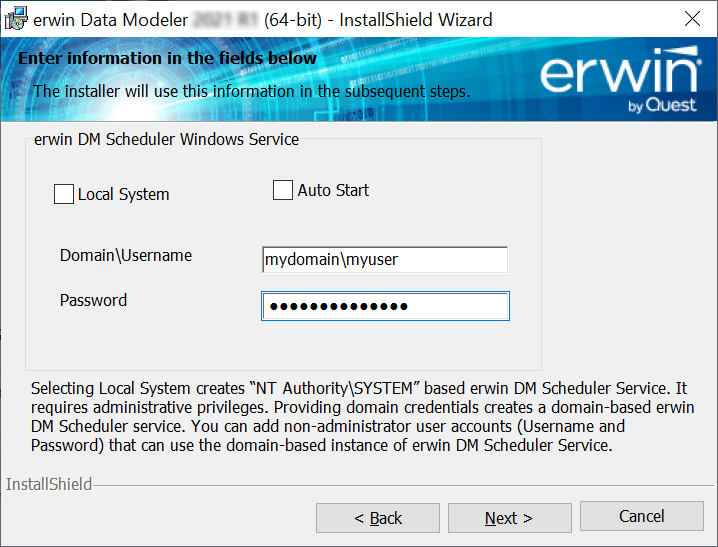 erwin Data Modeler (64-bit) - InstallShield Wizard
Enter information in the fields below
The installer will use this information in the subsequent steps.
erwin
by Quest
erwin DM Scheduler Windows Service
Local System
Auto Start
Domain\Username
mydomain\myuser
Password
●●●●●●●●●●●●●●
Selecting Local System creates “NT Authority\SYSTEM” based erwin DM Scheduler Service. It
requires administrative privileges. Providing domain credentials creates a domain-based erwin
DM Scheduler service. You can add non-administrator user accounts (Username and
Password) that can use the domain-based instance of erwin DM Scheduler Service.
InstallShield
< Back
Next >
Cancel